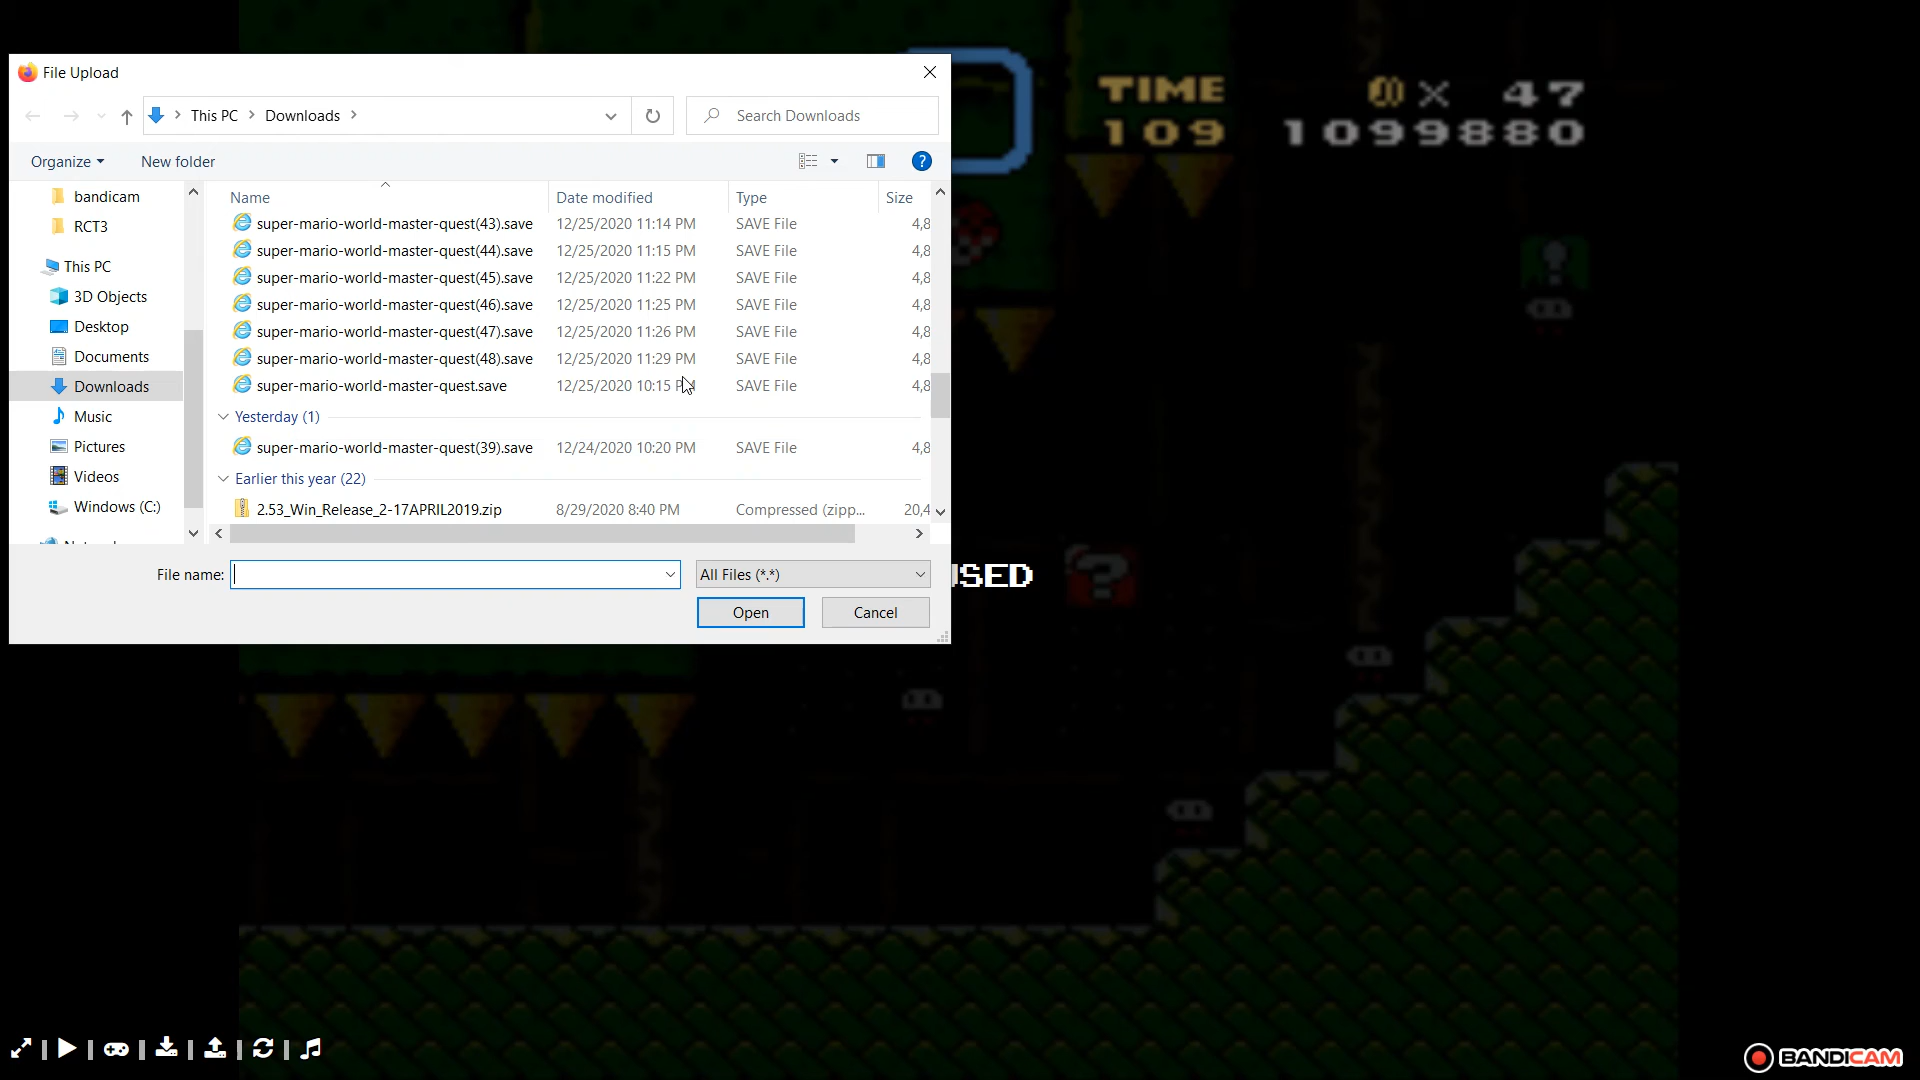 File Upload
This PC
Downloads
Search Downloads
Organize
New folder
Name
Date modified
Type
Size
super-mario-world-master-quest(43).save 12/25/2020 11:14 PM SAVE File 4,8
super-mario-world-master-quest(44).save 12/25/2020 11:15 PM SAVE File 4,8
super-mario-world-master-quest(45).save 12/25/2020 11:22 PM SAVE File 4,8
super-mario-world-master-quest(46).save 12/25/2020 11:25 PM SAVE File 4,8
super-mario-world-master-quest(47).save 12/25/2020 11:26 PM SAVE File 4,8
super-mario-world-master-quest(48).save 12/25/2020 11:29 PM SAVE File 4,8
super-mario-world-master-quest.save 12/25/2020 10:15 SAVE File 4,8
Yesterday (1)
super-mario-world-master-quest(39).save 12/24/2020 10:20 PM SAVE File 4,8
Earlier this year (22)
2.53_Win_Release_2-17APRIL2019.zip 8/29/2020 8:40 PM Compressed (zipp... 20,4
bandicam
RCT3
This PC
3D Objects
Desktop
Documents
Downloads
Music
Pictures
Videos
Windows (C:)
File name:
All Files (*.*)
Open
Cancel
TIME
109
× 47
1099880
USED
BANDICAM